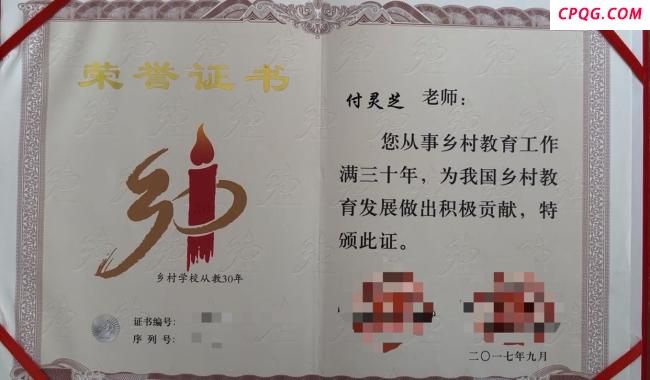 CPQG.COM
荣誉证书
乡村学校从教30年
证书编号:
序列号:
付灵芝 老师:
您从事乡村教育工作
满三十年,为我国乡村教
育发展做出积极贡献,特
颁此证。
二〇一七年九月